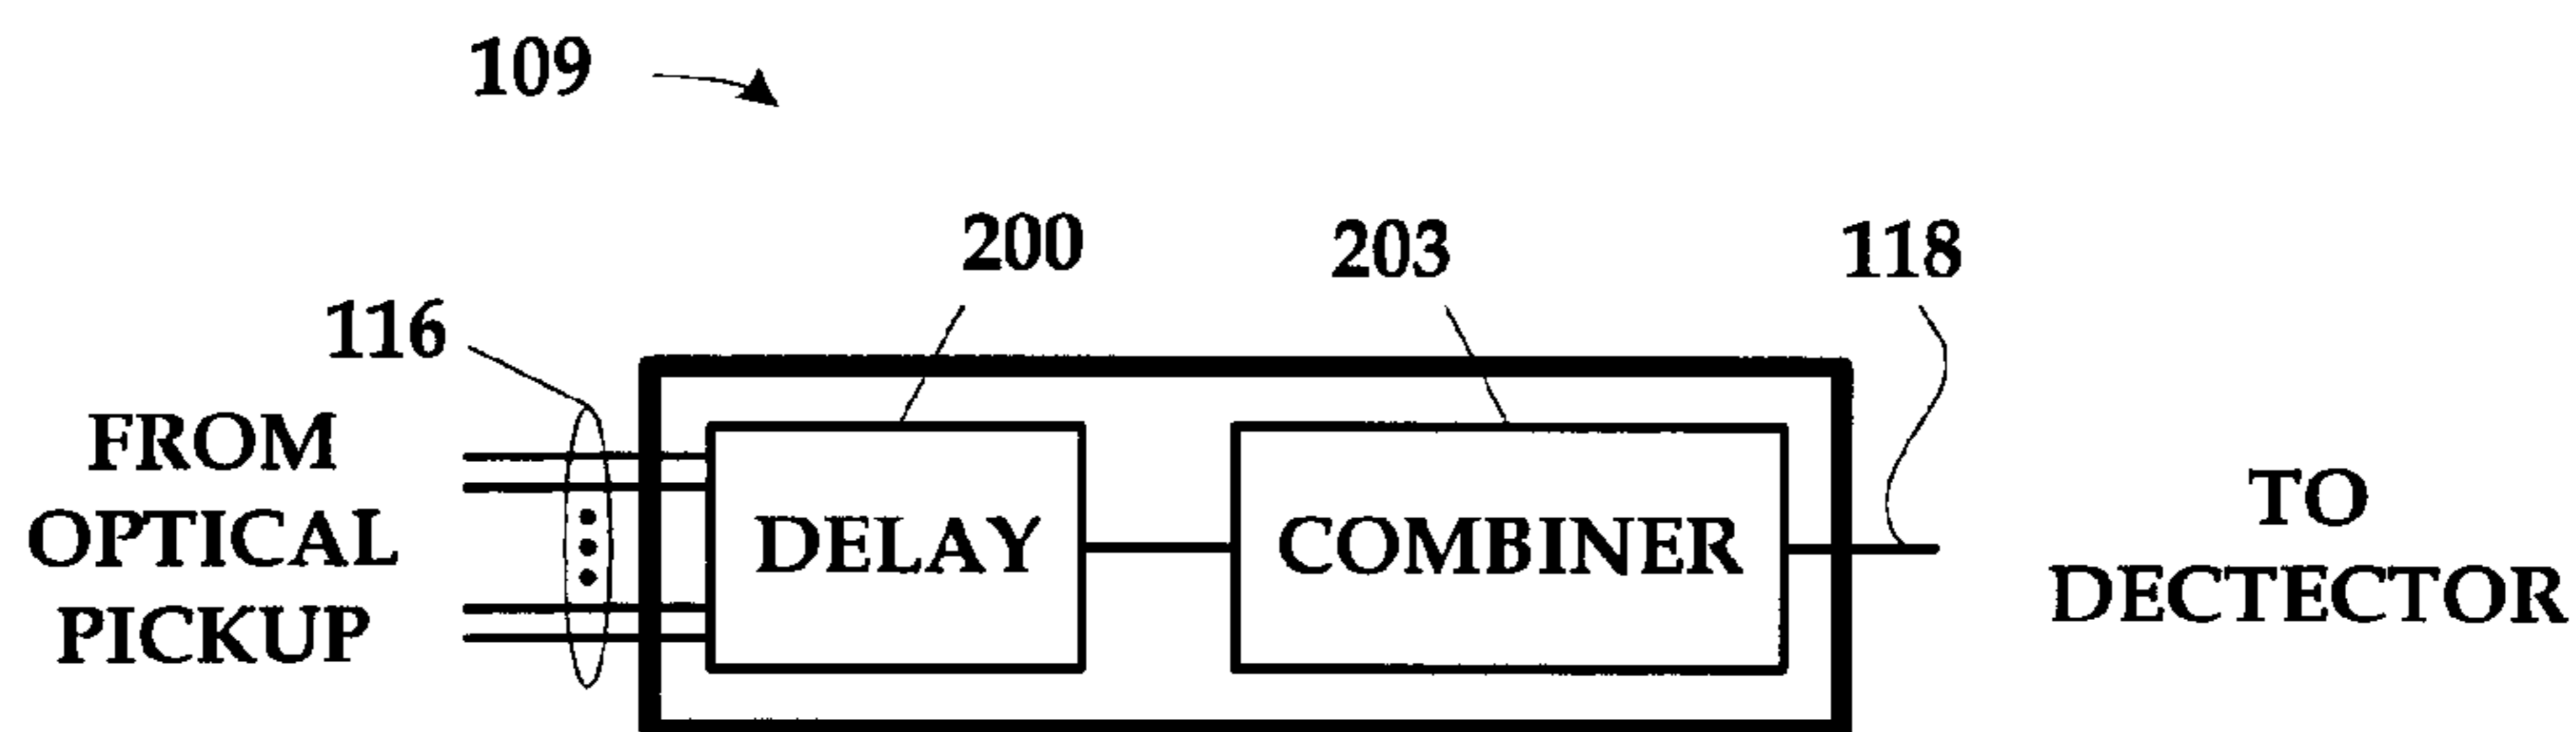 109
200
203
118
116
FROM
OPTICAL
PICKUP
DELAY
COMBINER
TO
DECTECTOR